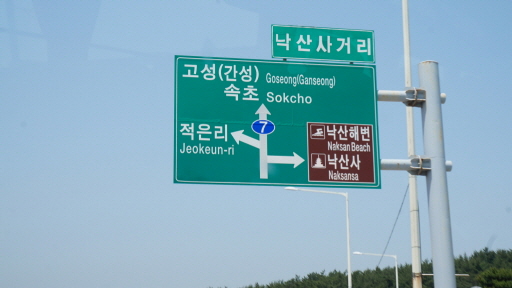 낙산사거리
고성(간성) Goseong(Ganseong)
속초 Sokcho
7
적은리
Jeokeun-ri
낙산해변
Naksan Beach
낙산사
Naksansa